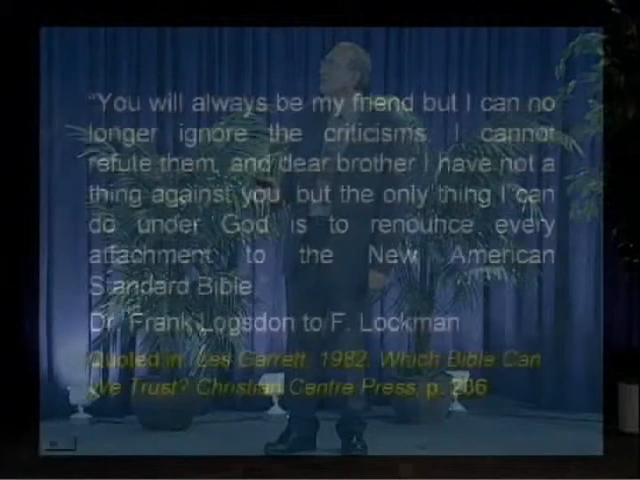 "You will always be my friend but I can no
longer ignore the criticisms. I cannot
refute them, and dear brother I have not a
thing against you, but the only thing I can
do under God is to renounce every
attachment to the New American
Standard Bible
Dr. Frank Logsdon to F. Lockman
Quoted in: Les Garrett, 1982. Which Bible Can
We Trust? Christian Centre Press, p. 206